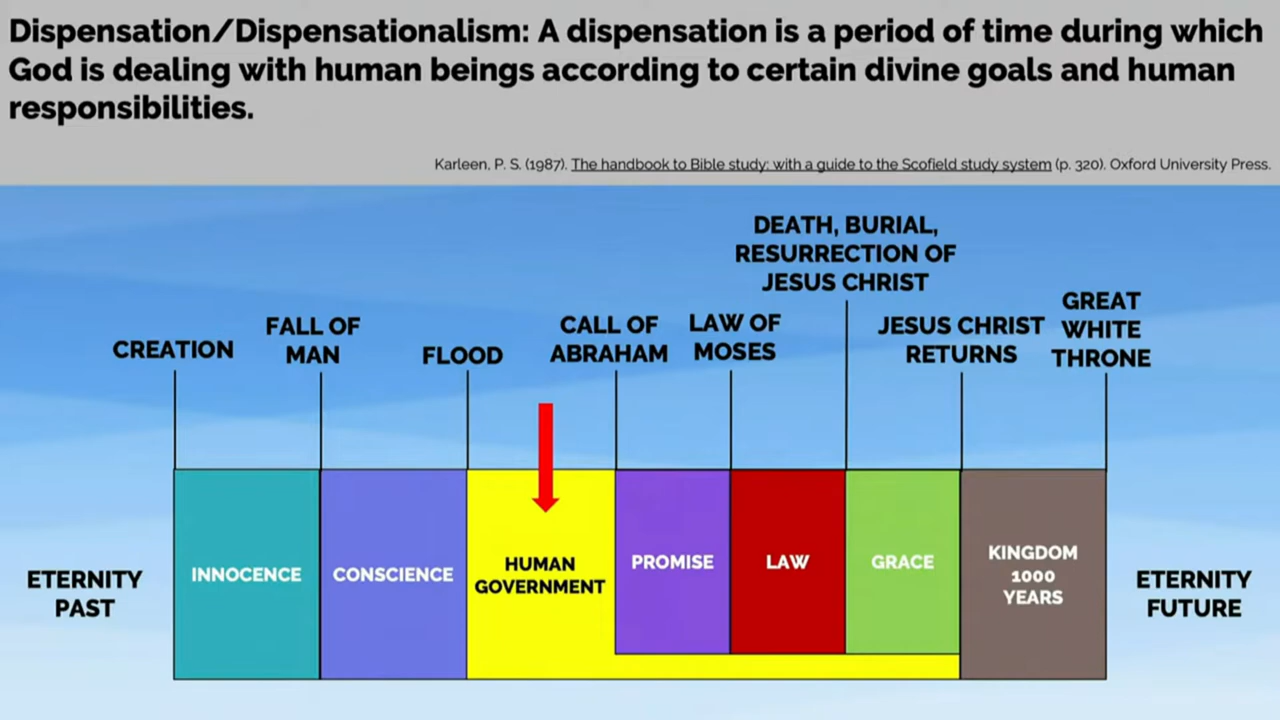 Dispensation/Dispensationalism: A dispensation is a period of time during which
God is dealing with human beings according to certain divine goals and human
responsibilities.
Karleen, P. S. (1987). The handbook to Bible study: with a guide to the Scofield study system (p. 320). Oxford University Press.
CREATION
FALL OF
MAN
FLOOD
CALL OF
ABRAHAM
LAW OF
MOSES
DEATH, BURIAL,
RESURRECTION OF
JESUS CHRIST
JESUS CHRIST
RETURNS
GREAT
WHITE
THRONE
ETERNITY
PAST
INNOCENCE
CONSCIENCE
HUMAN
GOVERNMENT
PROMISE
LAW
GRACE
KINGDOM
1000
YEARS
ETERNITY
FUTURE